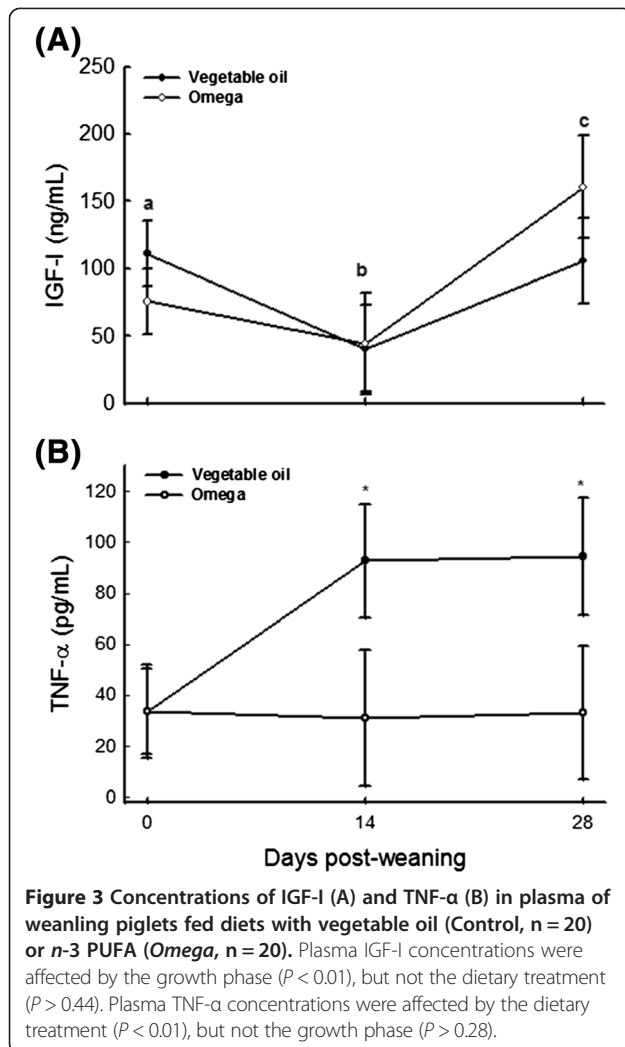 (A)
250
200
150
100
50
0
IGF-I (ng/mL)
Vegetable oil
Omega
a
b
c
(B)
120
100
80
60
40
20
0
TNF-α (pg/mL)
Vegetable oil
Omega
*
*
0 14 28
Days post-weaning
Figure 3 Concentrations of IGF-I (A) and TNF-α (B) in plasma of
weanling piglets fed diets with vegetable oil (Control, n = 20)
or n-3 PUFA (Omega, n = 20). Plasma IGF-I concentrations were
affected by the growth phase (P < 0.01), but not the dietary treatment
(P > 0.44). Plasma TNF-α concentrations were affected by the dietary
treatment (P < 0.01), but not the growth phase (P > 0.28).